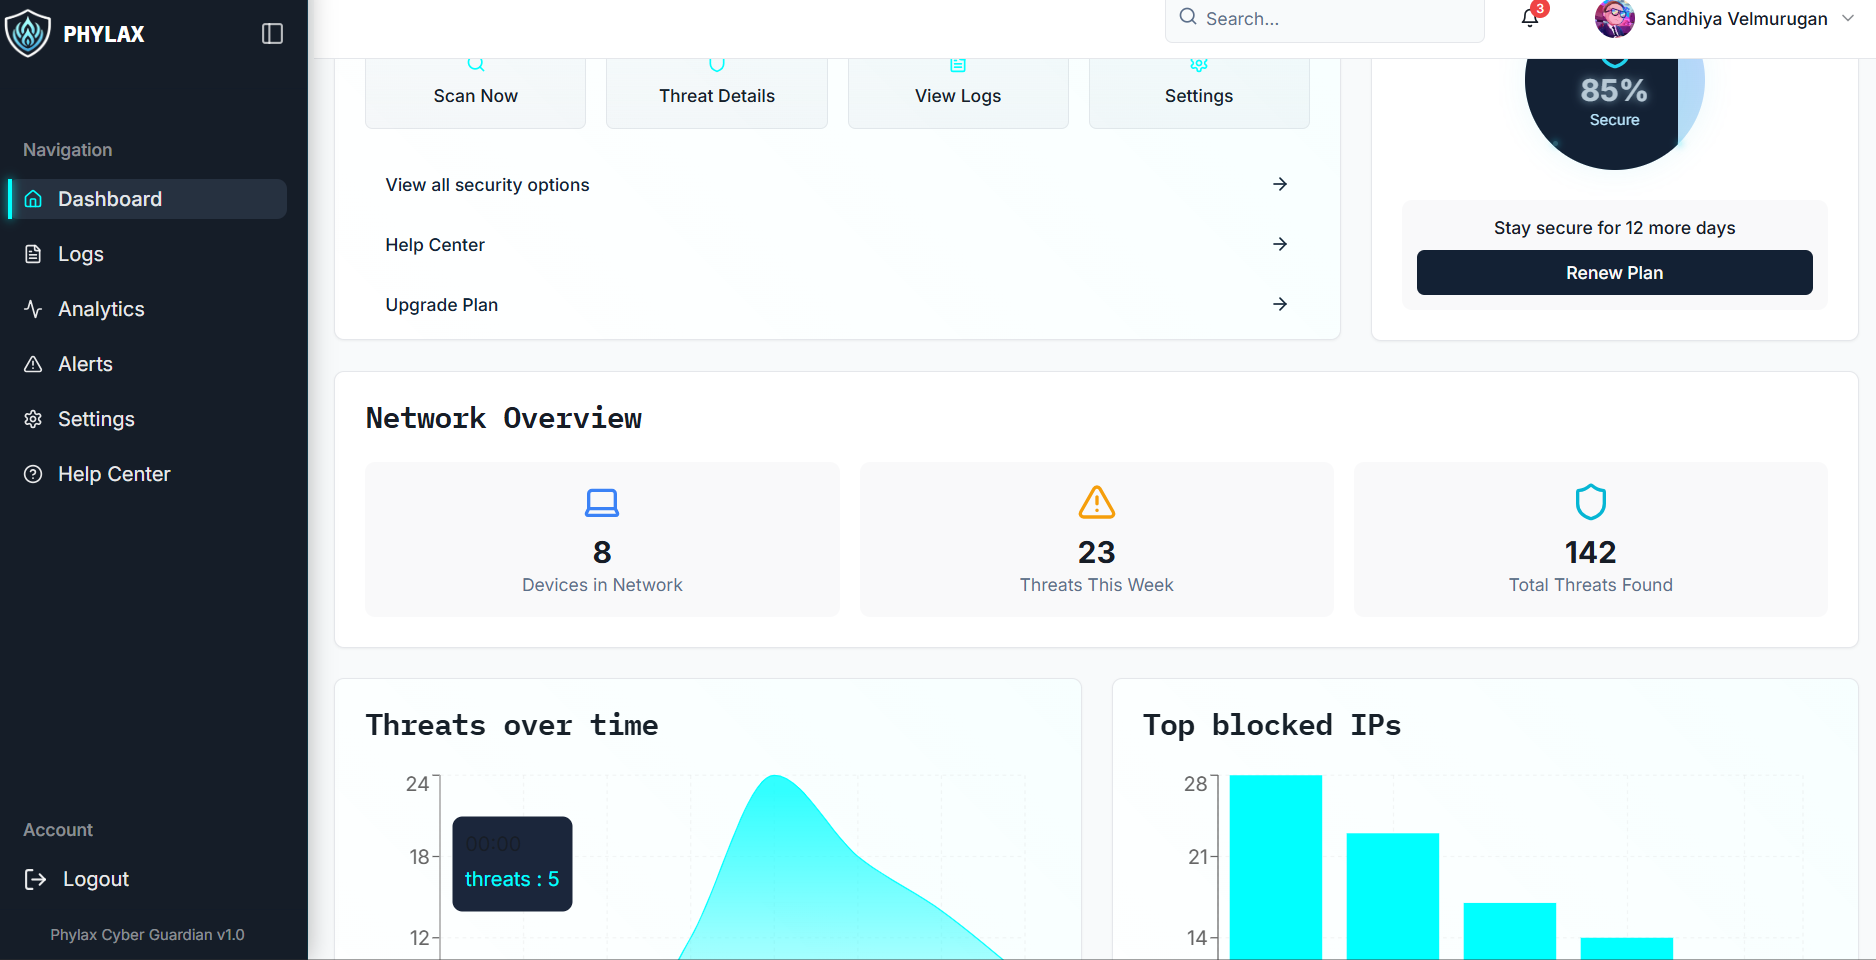 PHYLAX
Search...
3
Sandhiya Velmurugan
Navigation
Dashboard
Logs
Analytics
Alerts
Settings
Help Center
Account
Logout
Phylax Cyber Guardian v1.0
Scan Now
Threat Details
View Logs
Settings
View all security options
Help Center
Upgrade Plan
85%
Secure
Stay secure for 12 more days
Renew Plan
Network Overview
8
Devices in Network
23
Threats This Week
142
Total Threats Found
Threats over time
24
18
12
00:00
threats : 5
Top blocked IPs
28
21
14